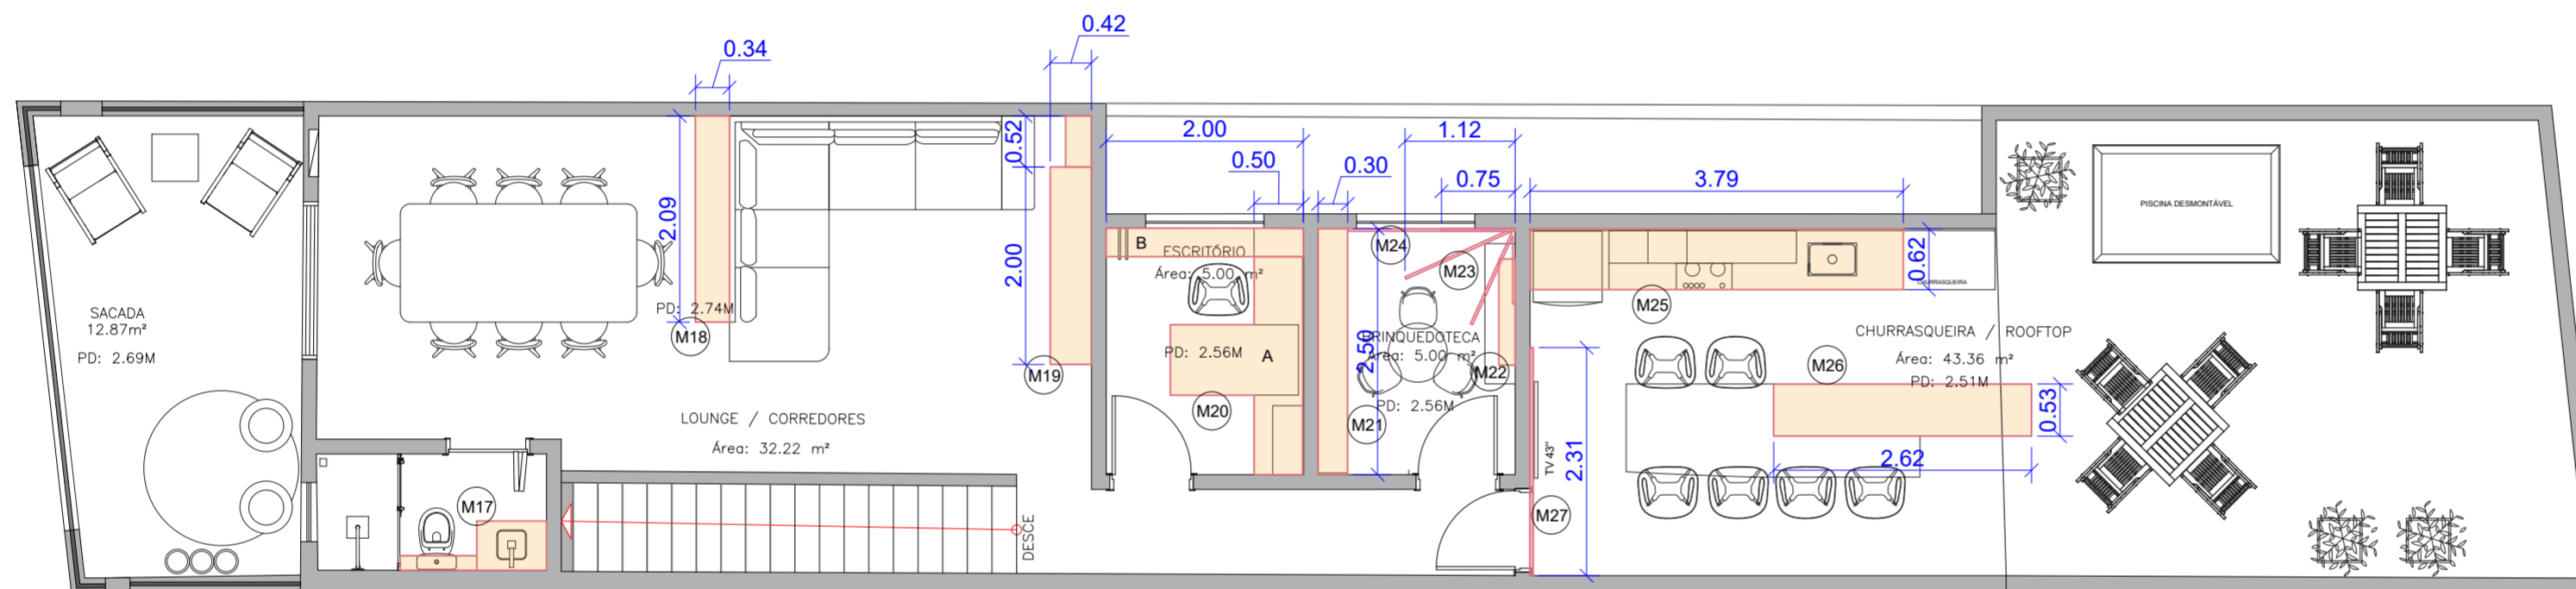 0.42
0.34
0.52
2.00
1.12
0.50
0.30
0.75
3.79
2.09
2.00
B
ESCRITÓRIO
Área: 5.00 m²
M24
M23
0.62
CHURRASQUEIRA
PISCINA DESMONTÁVEL
SACADA
12.87m²
PD: 2.69M
PD: 2.74M
M18
M19
PD: 2.56M
A
M20
2.50
BRINQUEDOTECA
Área: 5.00 m²
M22
PD: 2.56M
M21
M25
CHURRASQUEIRA / ROOFTOP
Área: 43.36 m²
PD: 2.51M
M26
0.53
2.62
TV 43"
2.31
M27
LOUNGE / CORREDORES
Área: 32.22 m²
M17
DESCE